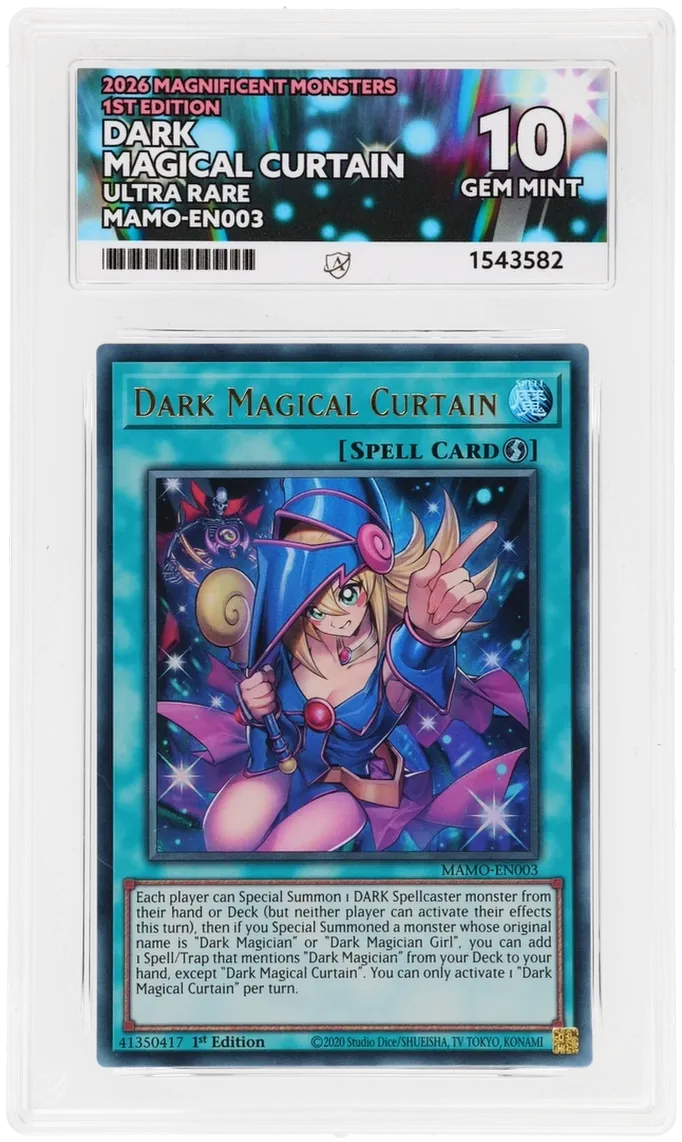 2026 MAGNIFICENT MONSTERS
1ST EDITION
DARK
MAGICAL CURTAIN
ULTRA RARE
MAMO-EN003
10
GEM MINT
A
1543582
DARK MAGICAL CURTAIN
SPELL
魔
[SPELL CARD]
MAMO-EN003
Each player can Special Summon 1 DARK Spellcaster monster from
their hand or Deck (but neither player can activate their effects
this turn), then if you Special Summoned a monster whose original
name is "Dark Magician" or "Dark Magician Girl", you can add
1 Spell/Trap that mentions "Dark Magician" from your Deck to your
hand, except "Dark Magical Curtain". You can only activate 1 "Dark
Magical Curtain" per turn.
41350417 1st Edition
©2020 Studio Dice/SHUEISHA, TV TOKYO, KONAMI